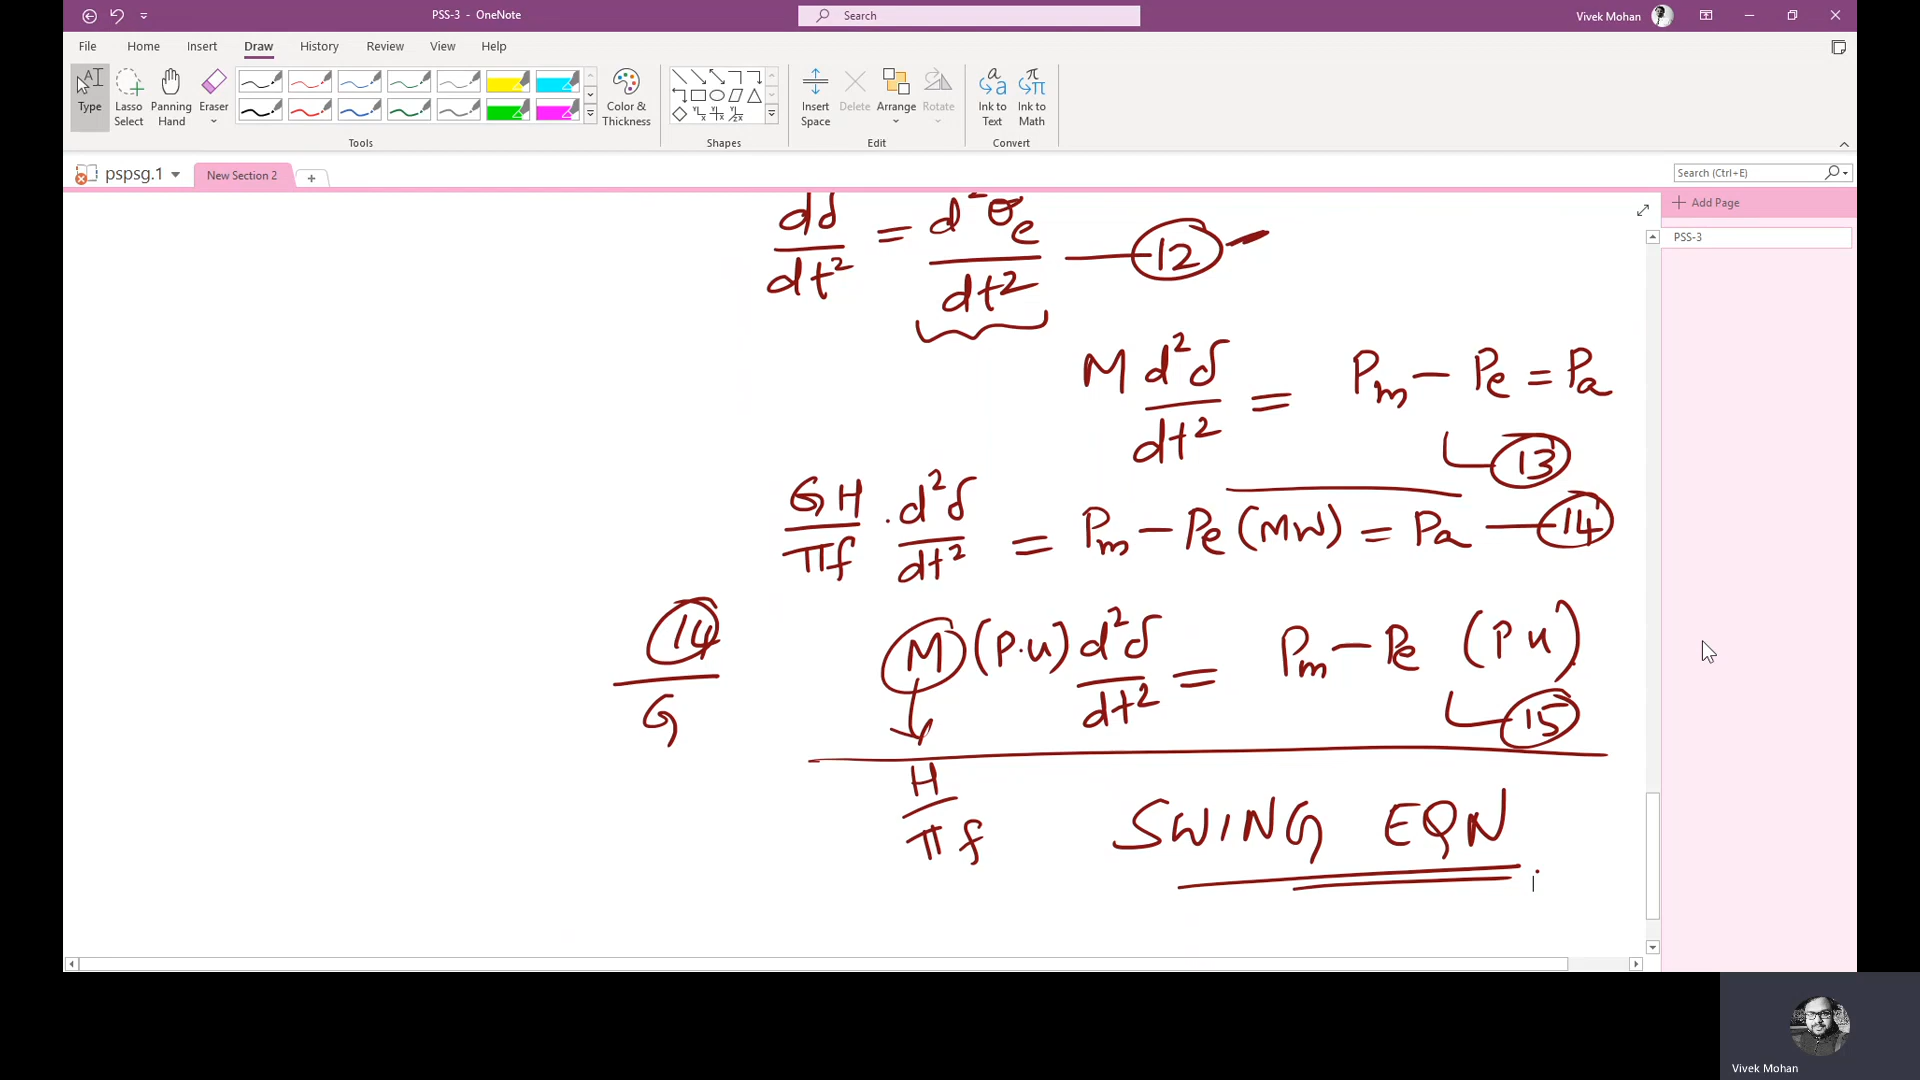 PSS-3 - OneNote
Search
Vivek Mohan
File Home Insert Draw History Review View Help
Type
Lasso Select
Panning Hand
Eraser
Color & Thickness
Insert Space
Delete
Arrange
Rotate
Ink to Text
Ink to Math
Tools
Shapes
Edit
Convert
pspsg.1
New Section 2
Search (Ctrl+E)
Add Page
PSS-3
dδ/dt² = d²θe/dt² — 12
M d²δ/dt² = Pm - Pe = Pa
13
GH/πf . d²δ/dt² = Pm - Pe (MW) = Pa — 14
14/G
M (P.u) d²δ/dt² = Pm - Pe (Pu)
15
H/πf
SWING EQN
Vivek Mohan